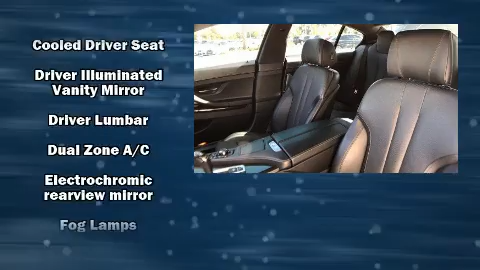 Cooled Driver Seat
Driver Illuminated
Vanity Mirror
Driver Lumbar
Dual Zone A/C
Electrochromic
rearview mirror
Fog Lamps